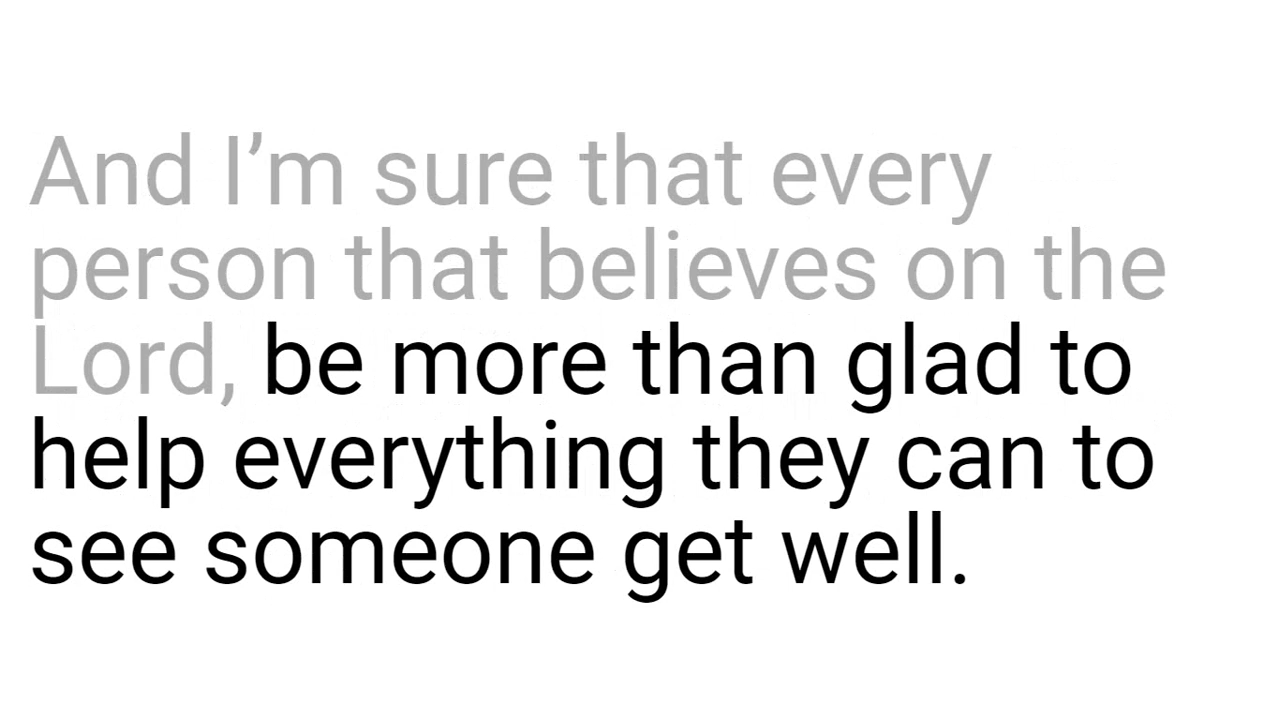 And I’m sure that every
person that believes on the
Lord, be more than glad to
help everything they can to
see someone get well.